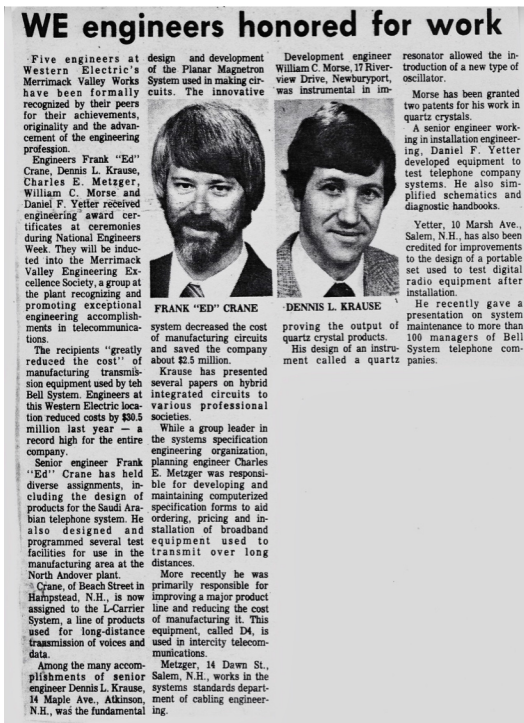 WE engineers honored for work
Five engineers at
Western Electric's
Merrimack Valley Works
have been formally
recognized by their peers
for their achievements,
originality and the advan-
cement of the engineering
profession.
Engineers Frank "Ed"
Crane, Dennis L. Krause,
Charles E. Metzger,
William C. Morse and
Daniel F. Yetter received
engineering award cer-
tificates at ceremonies
during National Engineers
Week. They will be induc-
ted into the Merrimack
Valley Engineering Ex-
cellence Society, a group at
the plant recognizing and
promoting exceptional
engineering accomplish-
ments in telecommunica-
tions.
The recipients "greatly
reduced the cost" of
manufacturing transmis-
sion equipment used by teh
Bell System. Engineers at
this Western Electric loca-
tion reduced costs by $30.5
million last year — a
record high for the entire
company.
Senior engineer Frank
"Ed" Crane has held
diverse assignments, in-
cluding the design of
products for the Saudi Ara-
bian telephone system. He
also designed and
programmed several test
facilities for use in the
manufacturing area at the
North Andover plant.
Crane, of Beach Street in
Hampstead, N.H., is now
assigned to the L-Carrier
System, a line of products
used for long-distance
transmission of voices and
data.
Among the many accom-
plishments of senior
engineer Dennis L. Krause,
14 Maple Ave., Atkinson,
N.H., was the fundamental
design and development
of the Planar Magnetron
System used in making cir-
cuits. The innovative
FRANK "ED" CRANE
system decreased the cost
of manufacturing circuits
and saved the company
about $2.5 million.
Krause has presented
several papers on hybrid
integrated circuits to
various professional
societies.
While a group leader in
the systems specification
engineering organization,
planning engineer Charles
E. Metzger was responsi-
ble for developing and
maintaining computerized
specification forms to aid
ordering, pricing and in-
stallation of broadband
equipment used to
transmit over long
distances.
More recently he was
primarily responsible for
improving a major product
line and reducing the cost
of manufacturing it. This
equipment, called D4, is
used in intercity telecom-
munications.
Metzger, 14 Dawn St.,
Salem, N.H., works in the
systems standards depart-
ment of cabling engineer-
ing.
Development engineer
William C. Morse, 17 River-
view Drive, Newburyport,
was instrumental in im-
DENNIS L. KRAUSE
proving the output of
quartz crystal products.
His design of an instru-
ment called a quartz
resonator allowed the in-
troduction of a new type of
oscillator.
Morse has been granted
two patents for his work in
quartz crystals.
A senior engineer work-
ing in installation engineer-
ing, Daniel F. Yetter
developed equipment to
test telephone company
systems. He also sim-
plified schematics and
diagnostic handbooks.
Yetter, 10 Marsh Ave.,
Salem, N.H., has also been
credited for improvements
to the design of a portable
set used to test digital
radio equipment after
installation.
He recently gave a
presentation on system
maintenance to more than
100 managers of Bell
System telephone com-
panies.